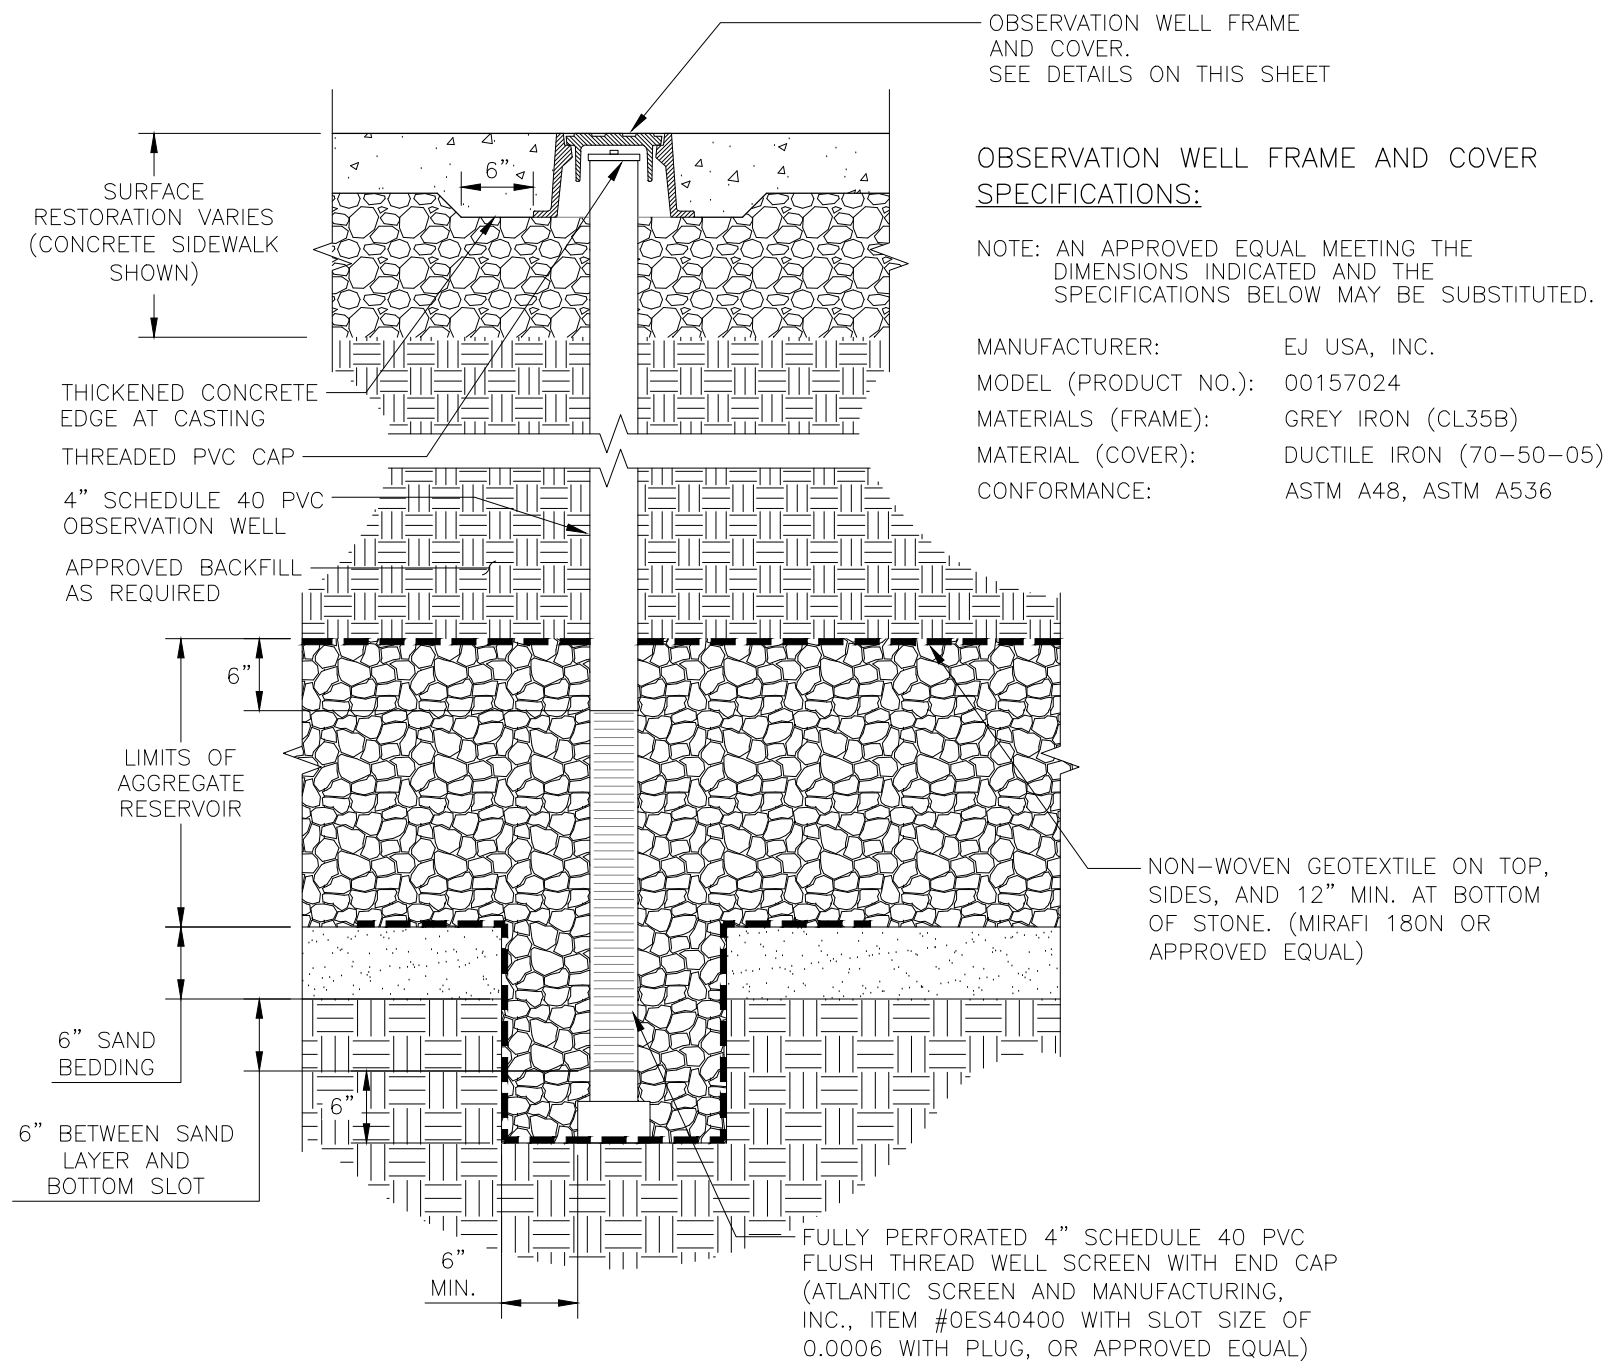 OBSERVATION WELL FRAME
AND COVER.
SEE DETAILS ON THIS SHEET
OBSERVATION WELL FRAME AND COVER
SPECIFICATIONS:
NOTE: AN APPROVED EQUAL MEETING THE
DIMENSIONS INDICATED AND THE
SPECIFICATIONS BELOW MAY BE SUBSTITUTED.
MANUFACTURER: EJ USA, INC.
MODEL (PRODUCT NO.): 00157024
MATERIALS (FRAME): GREY IRON (CL35B)
MATERIAL (COVER): DUCTILE IRON (70-50-05)
CONFORMANCE: ASTM A48, ASTM A536
6"
SURFACE
RESTORATION VARIES
(CONCRETE SIDEWALK
SHOWN)
THICKENED CONCRETE
EDGE AT CASTING
THREADED PVC CAP
4" SCHEDULE 40 PVC
OBSERVATION WELL
APPROVED BACKFILL
AS REQUIRED
6"
LIMITS OF
AGGREGATE
RESERVOIR
NON-WOVEN GEOTEXTILE ON TOP,
SIDES, AND 12" MIN. AT BOTTOM
OF STONE. (MIRAFI 180N OR
APPROVED EQUAL)
6" SAND
BEDDING
6"
6" BETWEEN SAND
LAYER AND
BOTTOM SLOT
6"
MIN.
FULLY PERFORATED 4" SCHEDULE 40 PVC
FLUSH THREAD WELL SCREEN WITH END CAP
(ATLANTIC SCREEN AND MANUFACTURING,
INC., ITEM #0ES40400 WITH SLOT SIZE OF
0.0006 WITH PLUG, OR APPROVED EQUAL)